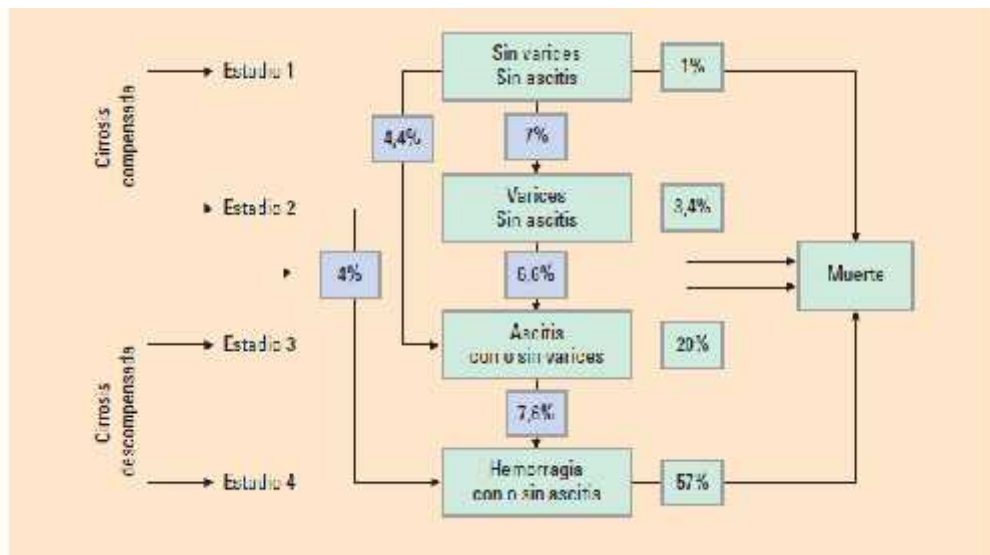 Cirrosis
compensada
Estadio 1
Sin varices
Sin ascitis
1%
4,4%
7%
Estadio 2
Varices
Sin ascitis
3,4%
4%
6,6%
Muerte
Cirrosis
descompensada
Estadio 3
Ascitis
con o sin varices
20%
7,6%
Estadio 4
Hemorragia
con o sin ascitis
57%